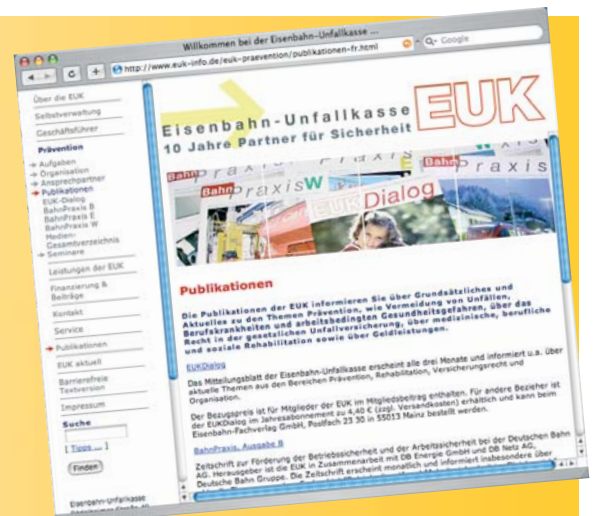 Willkommen bei der Eisenbahn-Unfallkasse ...
http://www.euk-info.de/euk-praevention/publikationen-fr.html
Google
Über die EUK
Selbstverwaltung
Geschäftsführer
Prävention
Aufgaben
Organisation
Ansprechpartner
Publikationen
EUK-Dialog
BahnPraxis B
BahnPraxis E
BahnPraxis W
Medien-
Gesamtverzeichnis
Seminare
Leistungen der EUK
Finanzierung &
Beiträge
Kontakt
Service
Publikationen
EUK aktuell
Barrierefreie
Textversion
Impressum
Suche
[ Tipps ... ]
Finden
Eisenbahn-Unfallkasse
Eisenbahn-Unfallkasse
10 Jahre Partner für Sicherheit
EUK
BahnPraxis
BahnPraxis W
Bahn Praxis
EUKDialog
Publikationen
Die Publikationen der EUK informieren Sie über Grundsätzliches und
Aktuelles zu den Themen Prävention, wie Vermeidung von Unfällen,
Berufskrankheiten und arbeitsbedingten Gesundheitsgefahren, über das
Recht in der gesetzlichen Unfallversicherung, über medizinische, berufliche
und soziale Rehabilitation sowie über Geldleistungen.
EUKDialog
Das Mitteilungsblatt der Eisenbahn-Unfallkasse erscheint alle drei Monate und informiert u.a. über
aktuelle Themen aus den Bereichen Prävention, Rehabilitation, Versicherungsrecht und
Organisation.
Der Bezugspreis ist für Mitglieder der EUK im Mitgliedsbeitrag enthalten. Für andere Bezieher ist
der EUKDialog im Jahresabonnement zu 4,40 € (zzgl. Versandkosten) erhältlich und kann beim
Eisenbahn-Fachverlag GmbH, Postfach 23 30 in 55013 Mainz bestellt werden.
BahnPraxis, Ausgabe B
Zeitschrift zur Förderung der Betriebssicherheit und der Arbeitssicherheit bei der Deutschen Bahn
AG. Herausgeber ist die EUK in Zusammenarbeit mit DB Energie GmbH und DB Netz AG,
Deutsche Bahn Gruppe. Die Zeitschrift erscheint monatlich und informiert insbesondere über